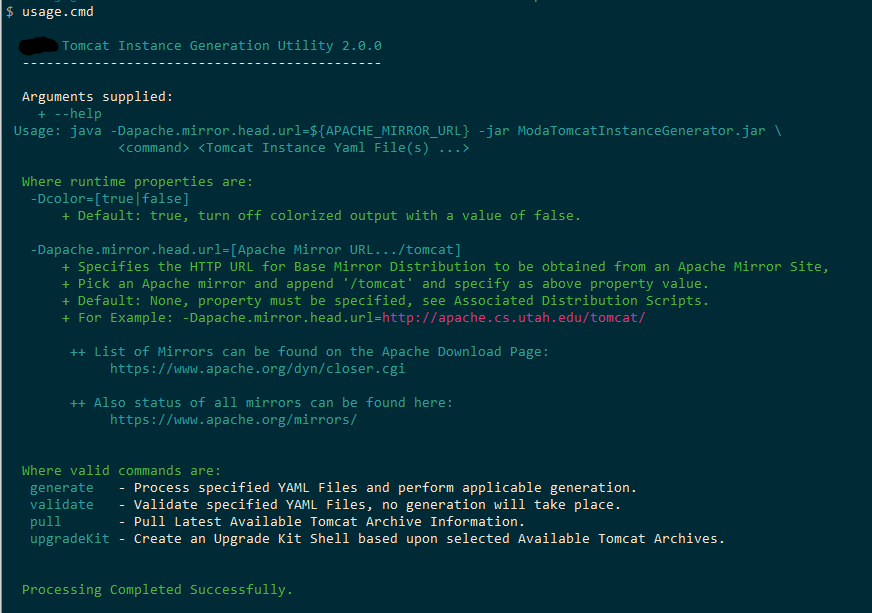 $ usage.cmd
Tomcat Instance Generation Utility 2.0.0
---------------------------------------------
Arguments supplied:
+ --help
Usage: java -Dapache.mirror.head.url=${APACHE_MIRROR_URL} -jar ModaTomcatInstanceGenerator.jar \
<command> <Tomcat Instance Yaml File(s) ...>
Where runtime properties are:
-Dcolor=[true|false]
+ Default: true, turn off colorized output with a value of false.
-Dapache.mirror.head.url=[Apache Mirror URL.../tomcat]
+ Specifies the HTTP URL for Base Mirror Distribution to be obtained from an Apache Mirror Site,
+ Pick an Apache mirror and append '/tomcat' and specify as above property value.
+ Default: None, property must be specified, see Associated Distribution Scripts.
+ For Example: -Dapache.mirror.head.url=http://apache.cs.utah.edu/tomcat/
++ List of Mirrors can be found on the Apache Download Page:
https://www.apache.org/dyn/closer.cgi
++ Also status of all mirrors can be found here:
https://www.apache.org/mirrors/
Where valid commands are:
generate - Process specified YAML Files and perform applicable generation.
validate - Validate specified YAML Files, no generation will take place.
pull - Pull Latest Available Tomcat Archive Information.
upgradeKit - Create an Upgrade Kit Shell based upon selected Available Tomcat Archives.
Processing Completed Successfully.